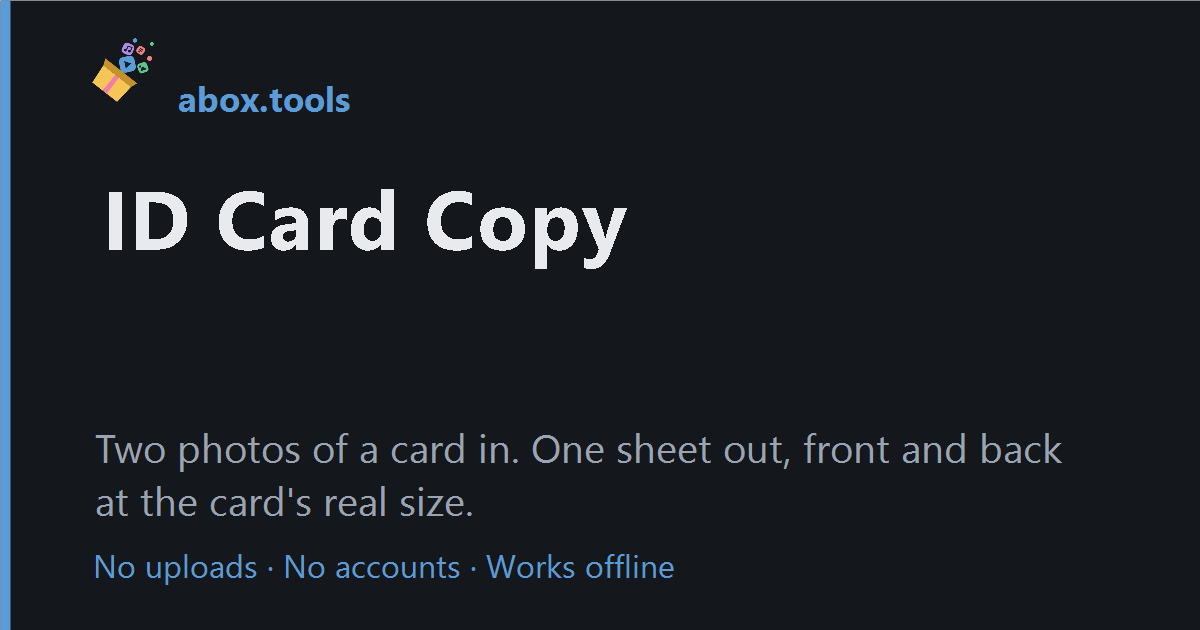 abox.tools
ID Card Copy
Two photos of a card in. One sheet out, front and back
at the card's real size.
No uploads · No accounts · Works offline